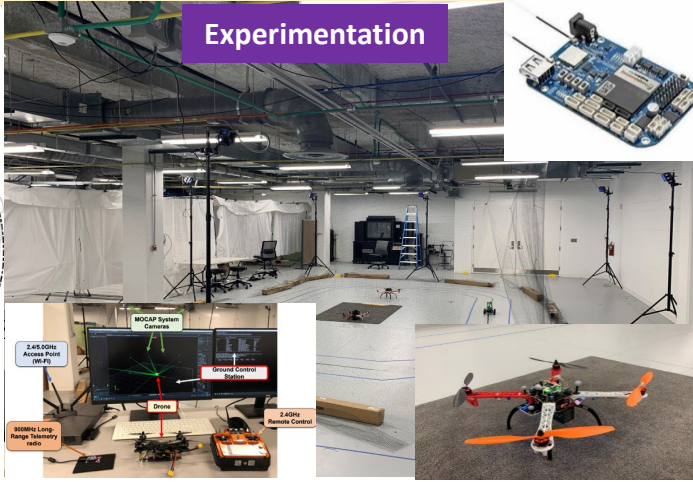 Experimentation
MOCAP System
Cameras
2.4/5.0GHz
Access Point
(Wi-Fi)
Ground Control
Station
Drone
2.4GHz
Remote Control
900MHz Long-
Range Telemetry
radio